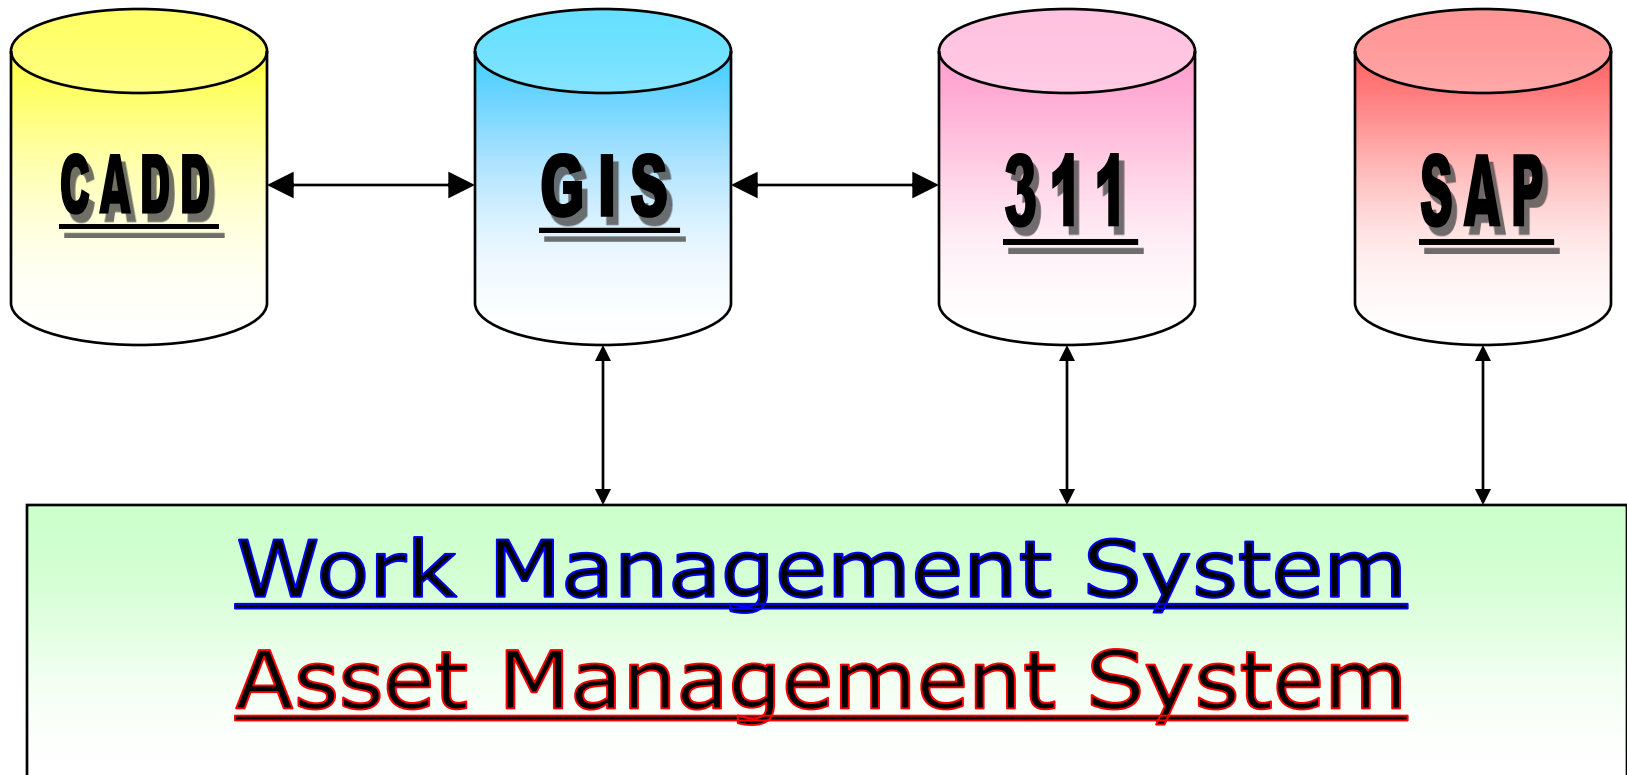 CADD
GIS
311
SAP
Work Management System
Asset Management System